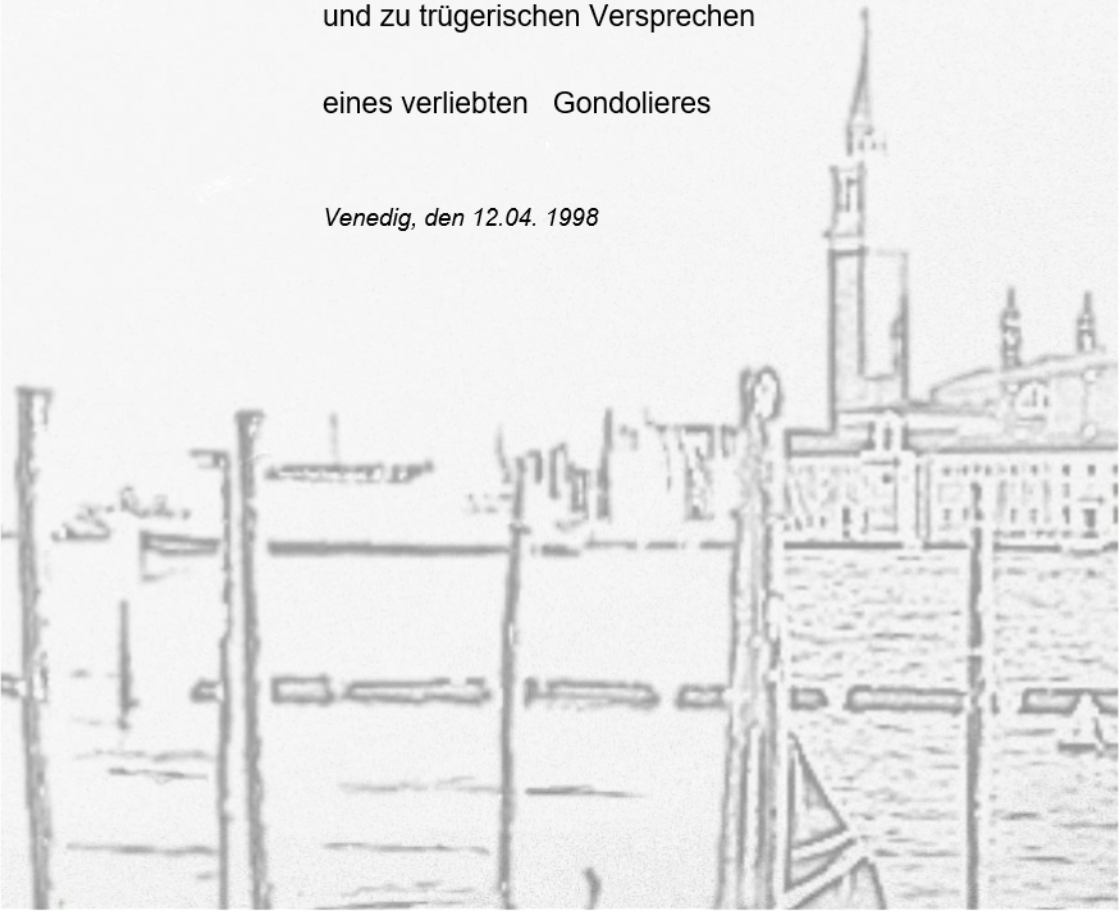 und zu trügerischen Versprechen
eines verliebten   Gondolieres
Venedig, den 12.04. 1998